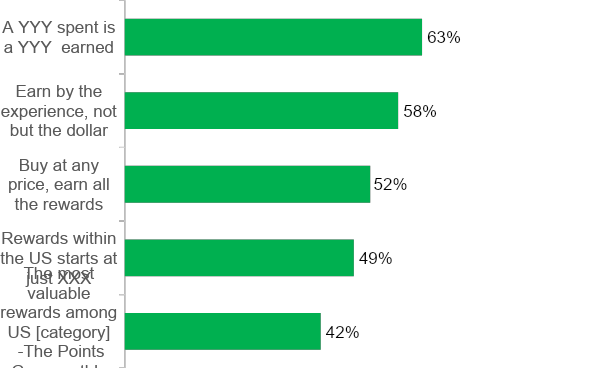 A YYY spent is
a YYY earned
63%
Earn by the
experience, not
but the dollar
58%
Buy at any
price, earn all
the rewards
52%
Rewards within
the US starts at
just XXX
49%
The most
valuable
rewards among
US [category]
-The Points
42%